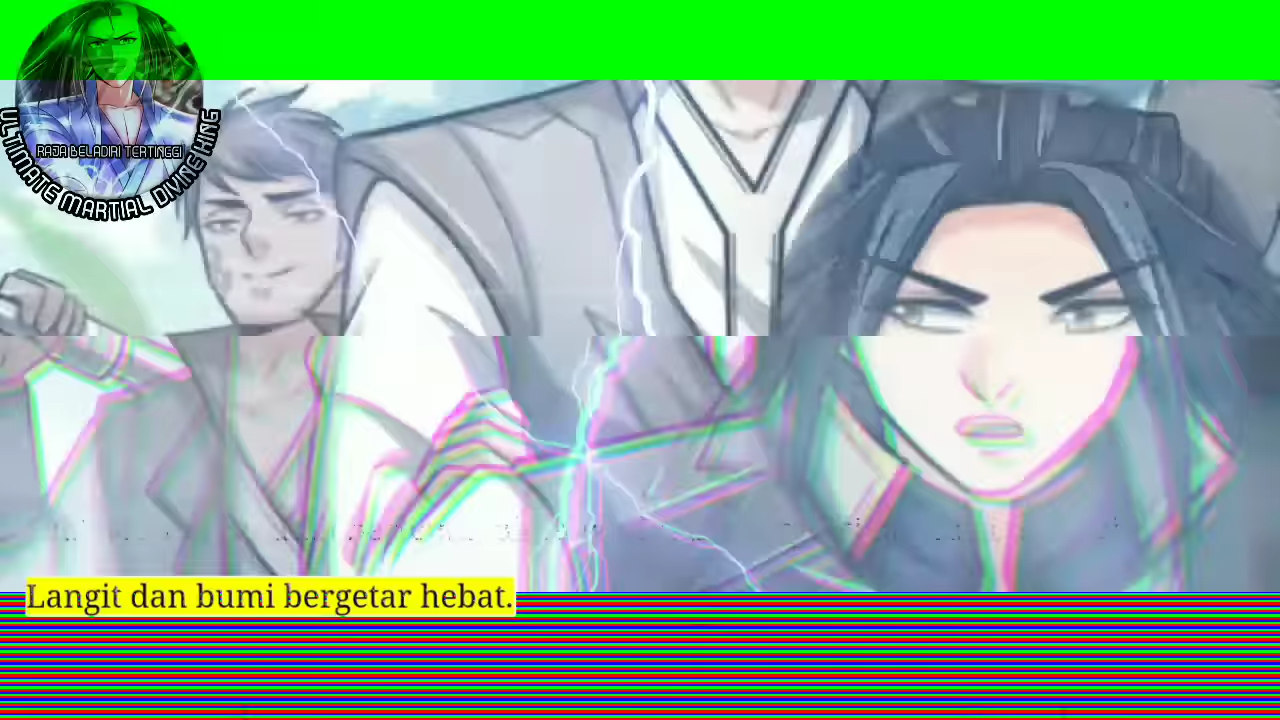 RAJA BELADIRI TERTINGGI
ULTIMATE MARTIAL DIVINE KING
Langit dan bumi bergetar hebat.